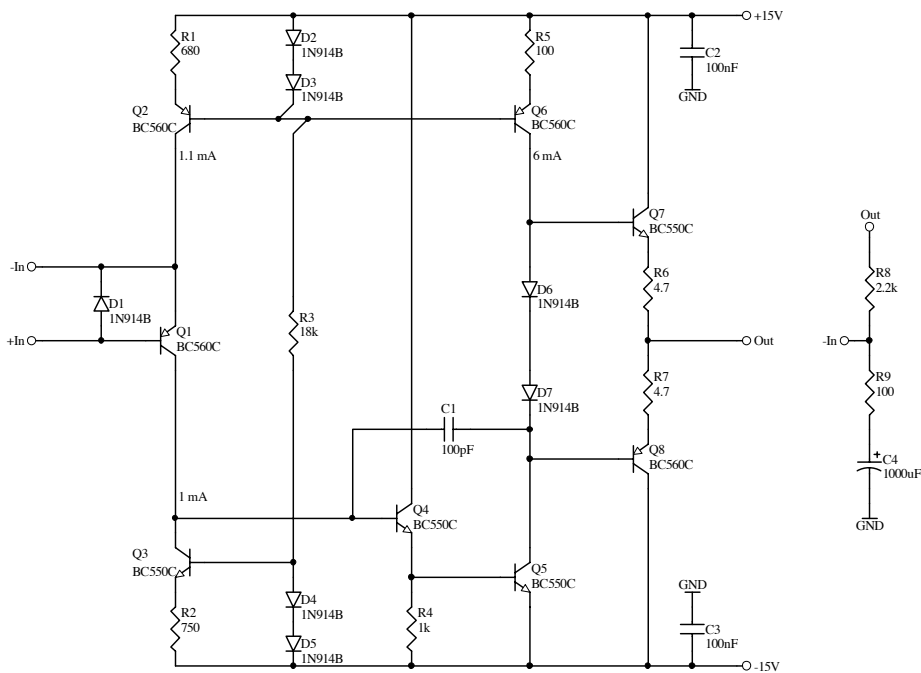 +15V
R1
680
D2
1N914B
D3
1N914B
R5
100
C2
100nF
GND
Q2
BC560C
Q6
BC560C
1.1 mA
6 mA
Q7
BC550C
Out
-In
D1
1N914B
+In
Q1
BC560C
R3
18k
D6
1N914B
R6
4.7
R8
2.2k
Out
-In
D7
1N914B
R7
4.7
R9
100
C1
100pF
Q8
BC560C
C4
+
1000uF
1 mA
Q4
BC550C
GND
Q3
BC550C
Q5
BC550C
R2
750
D4
1N914B
D5
1N914B
R4
1k
GND
C3
100nF
-15V